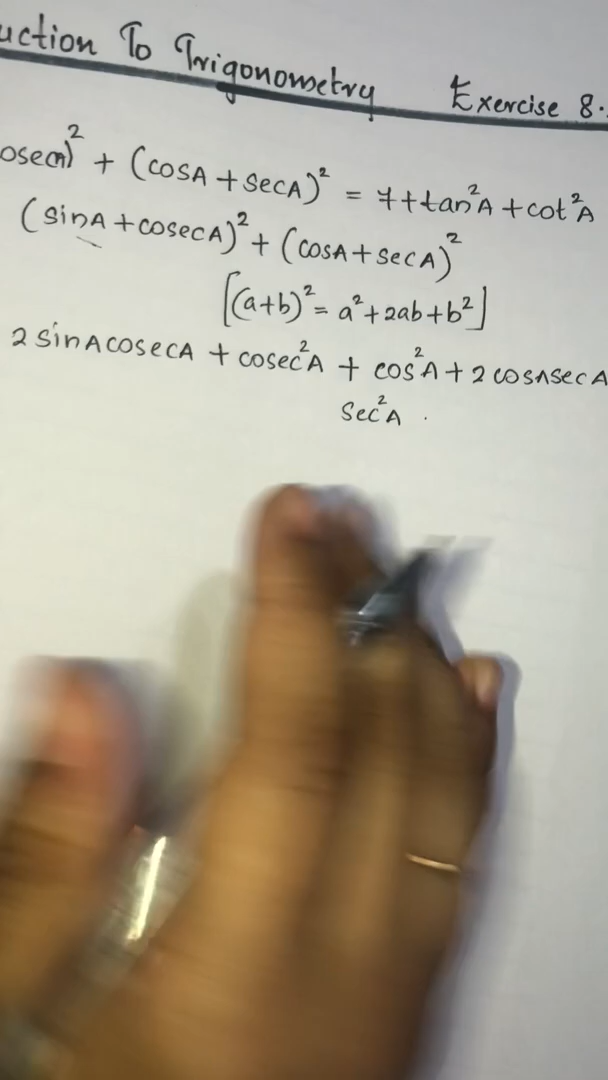 uction To Trigonometry Exercise 8.
osecA)² + (cosA + secA)² = 7+tan²A + cot²A
(sinA + cosecA)² + (cosA + secA)²
[(a+b)² = a² + 2ab + b²]
2 sinA cosecA + cosec²A + cos²A + 2 cosA secA
sec²A .